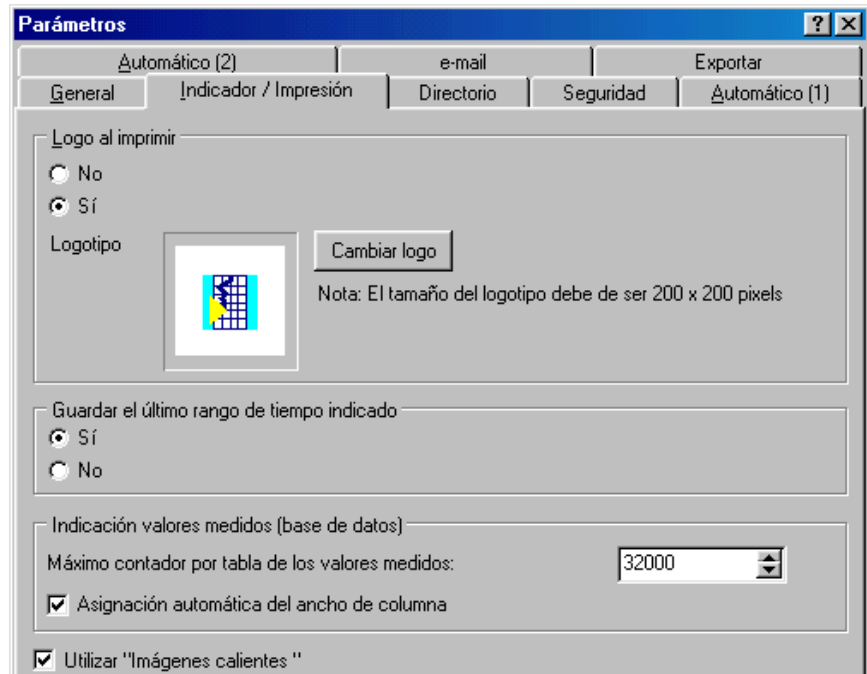 Parámetros
Automático (2) e-mail Exportar
General Indicador / Impresión Directorio Seguridad Automático (1)
Logo al imprimir
No
Sí
Logotipo
Cambiar logo
Nota: El tamaño del logotipo debe de ser 200 x 200 pixels
Guardar el último rango de tiempo indicado
Sí
No
Indicación valores medidos (base de datos)
Máximo contador por tabla de los valores medidos: 32000
Asignación automática del ancho de columna
Utilizar "Imágenes calientes "